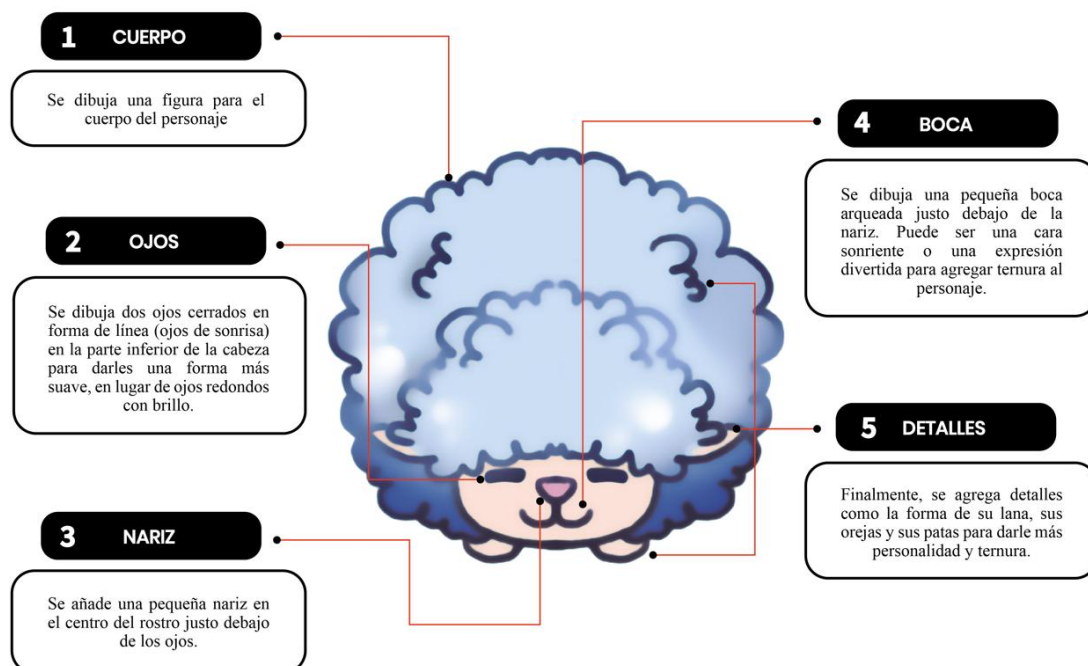 1 CUERPO
Se dibuja una figura para el
cuerpo del personaje
2 OJOS
Se dibuja dos ojos cerrados en
forma de línea (ojos de sonrisa)
en la parte inferior de la cabeza
para darles una forma más
suave, en lugar de ojos redondos
con brillo.
3 NARIZ
Se añade una pequeña nariz en
el centro del rostro justo debajo
de los ojos.
4 BOCA
Se dibuja una pequeña boca
arqueada justo debajo de la
nariz. Puede ser una cara
sonriente o una expresión
divertida para agregar ternura al
personaje.
5 DETALLES
Finalmente, se agrega detalles
como la forma de su lana, sus
orejas y sus patas para darle más
personalidad y ternura.